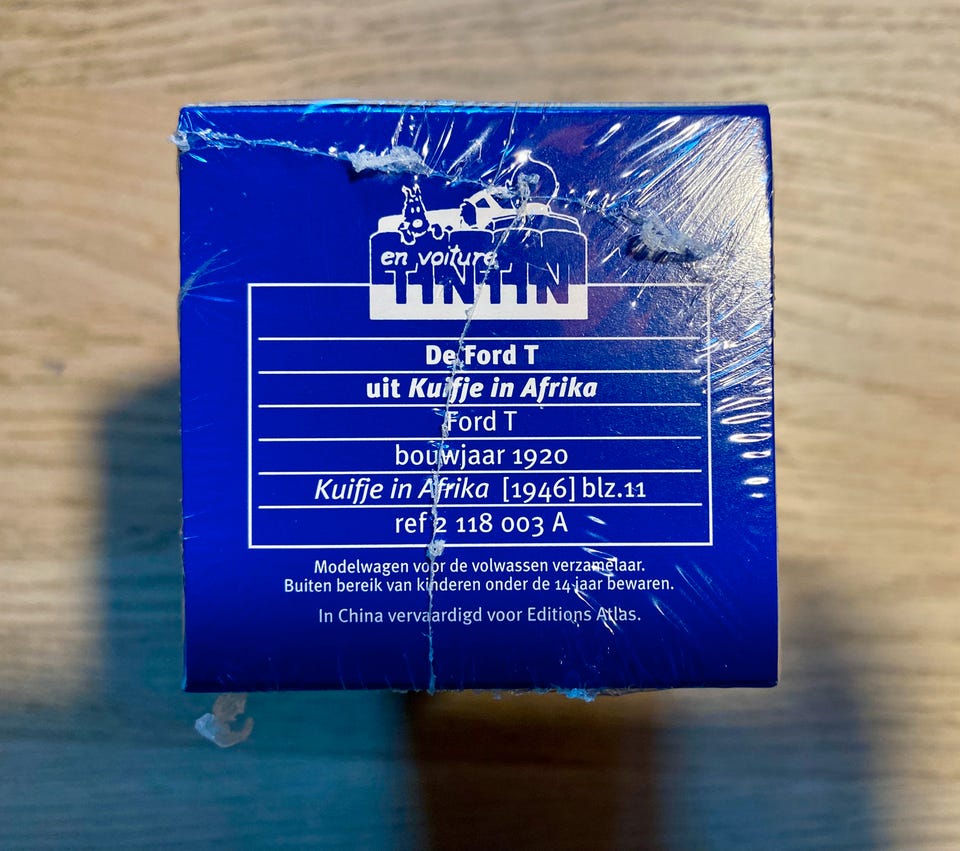 en voiture
TINTIN
De Ford T
uit Kuifje in Afrika
Ford T
bouwjaar 1920
Kuifje in Afrika [1946] blz.11
ref 2 118 003 A
Modelwagen voor de volwassen verzamelaar.
Buiten bereik van kinderen onder de 14 jaar bewaren.
In China vervaardigd voor Editions Atlas.